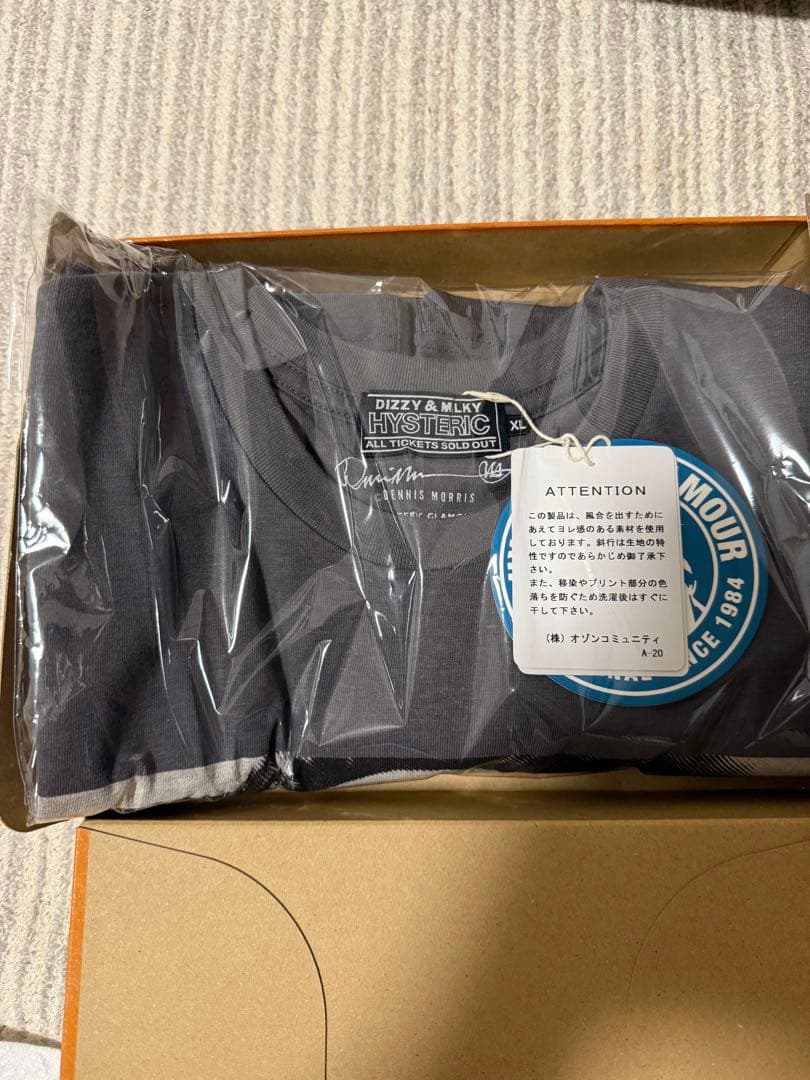 DIZZY & MILKY
HYSTERIC
ALL TICKETS SOLD OUT
XL
©DENNIS MORRIS
ATTENTION
この製品は、風合を出すために
あえてヨレ感のある素材を使用
しております。斜行は生地の特
性ですのであらかじめ御了承下
さい。
また、移染やプリント部分の色
落ちを防ぐため洗濯後はすぐに
干して下さい。
(株) オゾンコミュニティ
A-20
MOUR
SINCE 1984